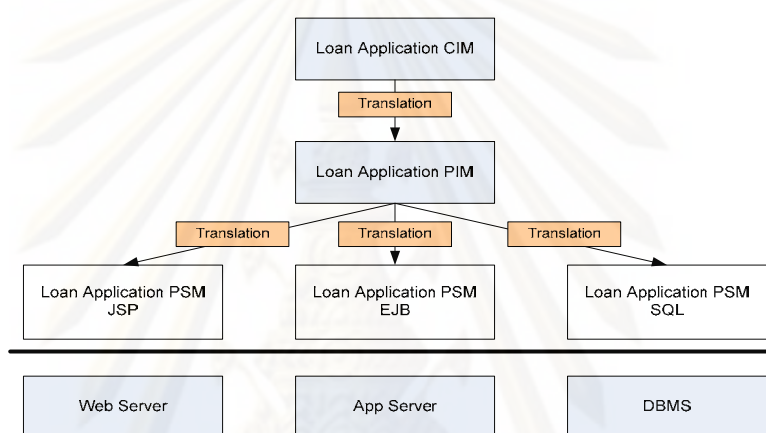 Loan Application CIM
Translation
Loan Application PIM
Translation
Translation
Translation
Loan Application PSM
JSP
Loan Application PSM
EJB
Loan Application PSM
SQL
Web Server
App Server
DBMS